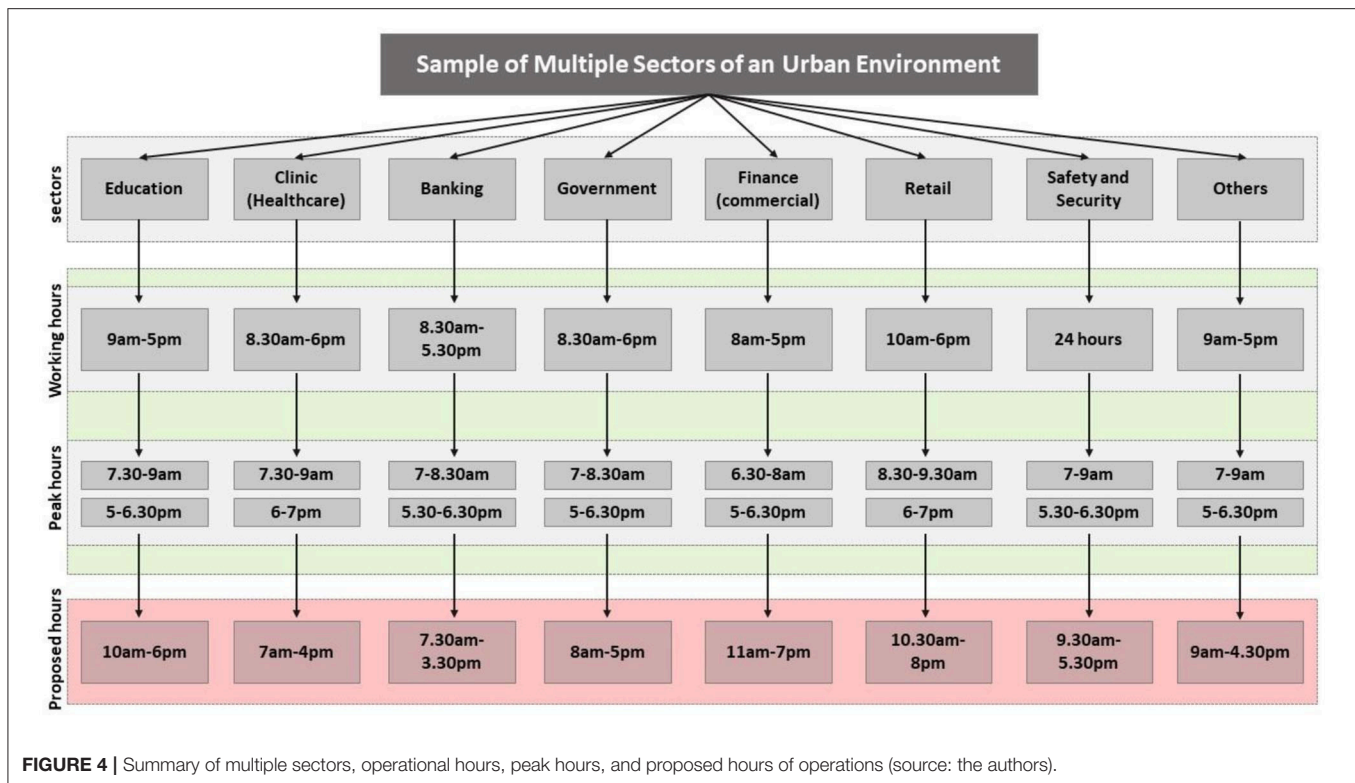 Sample of Multiple Sectors of an Urban Environment
sectors
Education
Clinic
(Healthcare)
Banking
Government
Finance
(commercial)
Retail
Safety and
Security
Others
Working hours
9am-5pm
8.30am-6pm
8.30am-
5.30pm
8.30am-6pm
8am-5pm
10am-6pm
24 hours
9am-5pm
Peak hours
7.30-9am
7.30-9am
7-8.30am
7-8.30am
6.30-8am
8.30-9.30am
7-9am
7-9am
5-6.30pm
6-7pm
5.30-6.30pm
5-6.30pm
5-6.30pm
6-7pm
5.30-6.30pm
5-6.30pm
Proposed hours
10am-6pm
7am-4pm
7.30am-
3.30pm
8am-5pm
11am-7pm
10.30am-
8pm
9.30am-
5.30pm
9am-4.30pm
FIGURE 4 | Summary of multiple sectors, operational hours, peak hours, and proposed hours of operations (source: the authors).